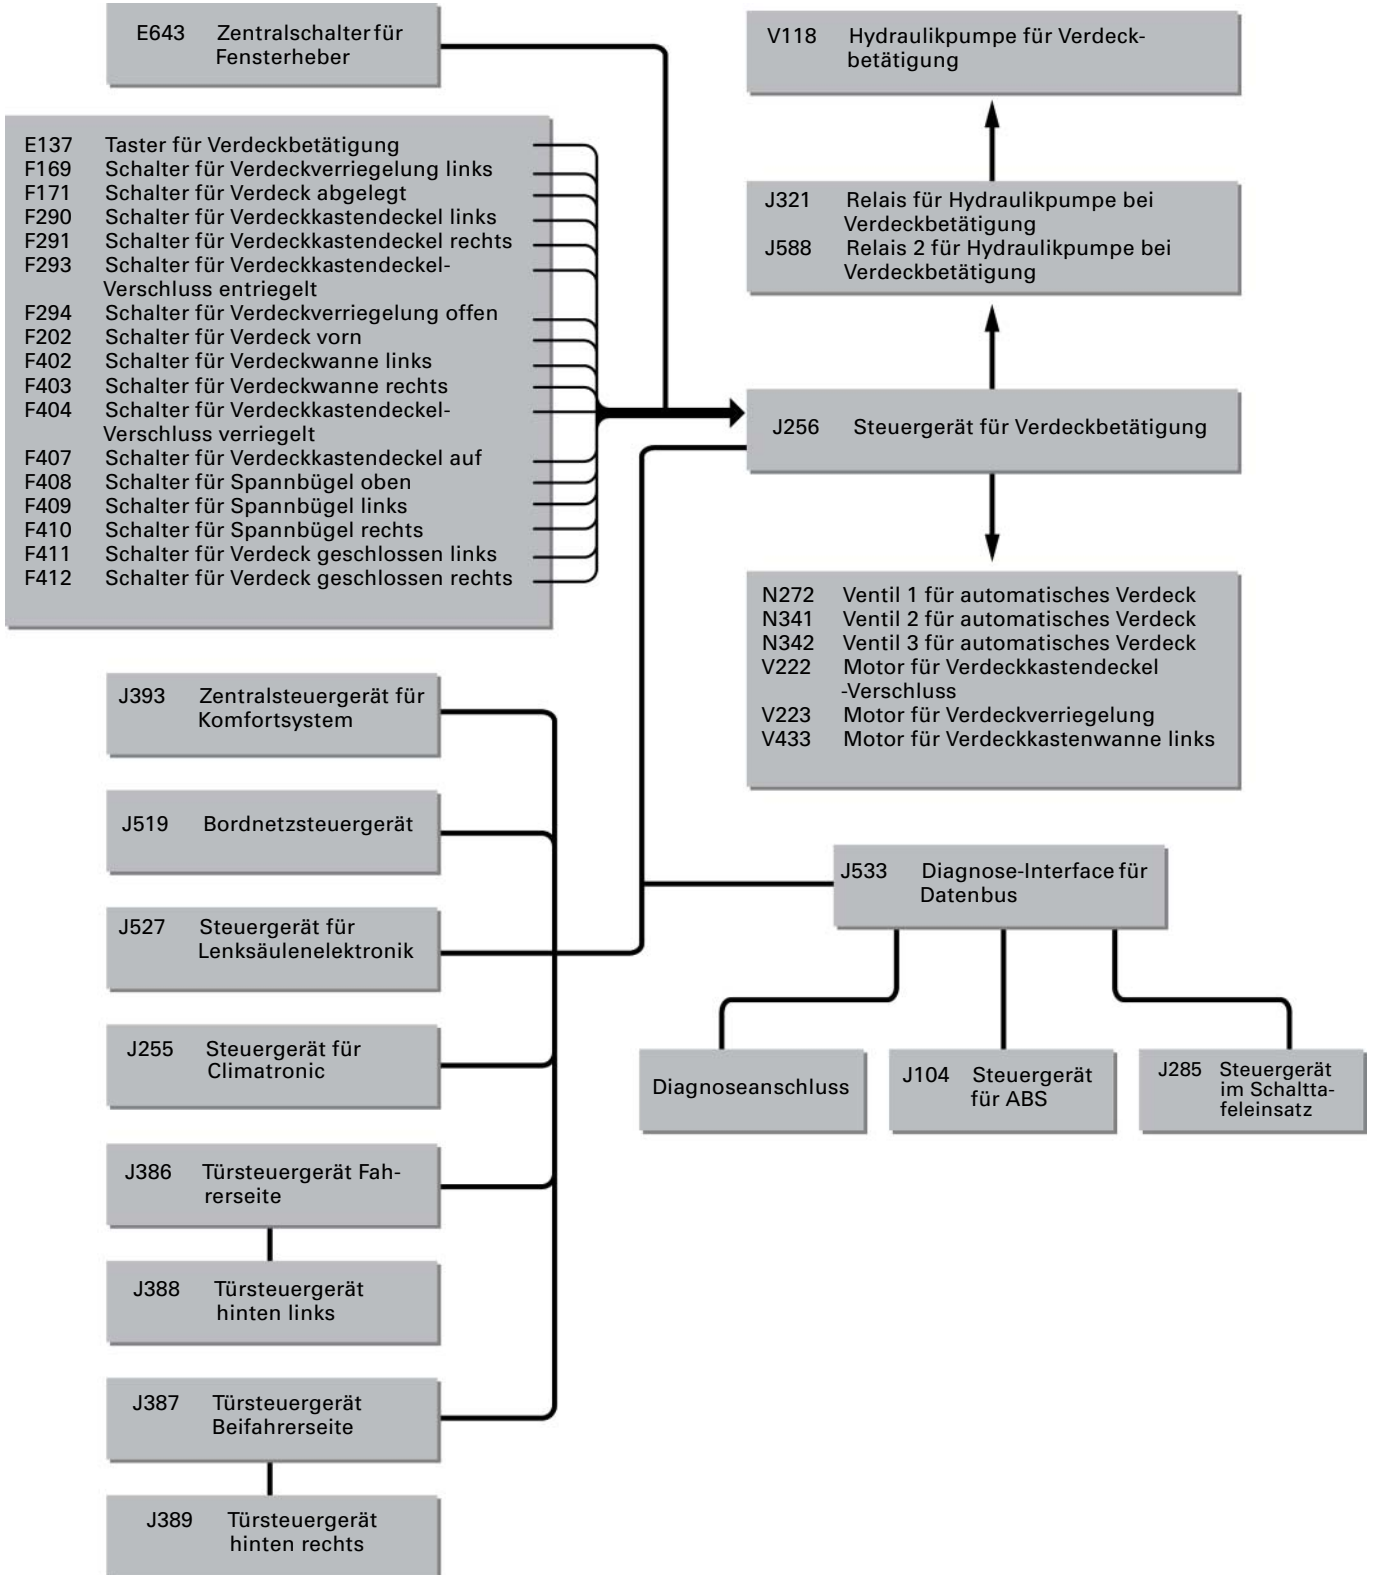 E643 Zentralschalter für
Fensterheber
E137 Taster für Verdeckbetätigung
F169 Schalter für Verdeckverriegelung links
F171 Schalter für Verdeck abgelegt
F290 Schalter für Verdeckkastendeckel links
F291 Schalter für Verdeckkastendeckel rechts
F293 Schalter für Verdeckkastendeckel-
Verschluss entriegelt
F294 Schalter für Verdeckverriegelung offen
F202 Schalter für Verdeck vorn
F402 Schalter für Verdeckwanne links
F403 Schalter für Verdeckwanne rechts
F404 Schalter für Verdeckkastendeckel-
Verschluss verriegelt
F407 Schalter für Verdeckkastendeckel auf
F408 Schalter für Spannbügel oben
F409 Schalter für Spannbügel links
F410 Schalter für Spannbügel rechts
F411 Schalter für Verdeck geschlossen links
F412 Schalter für Verdeck geschlossen rechts
V118 Hydraulikpumpe für Verdeck-
betätigung
J321 Relais für Hydraulikpumpe bei
Verdeckbetätigung
J588 Relais 2 für Hydraulikpumpe bei
Verdeckbetätigung
J256 Steuergerät für Verdeckbetätigung
N272 Ventil 1 für automatisches Verdeck
N341 Ventil 2 für automatisches Verdeck
N342 Ventil 3 für automatisches Verdeck
V222 Motor für Verdeckkastendeckel
-Verschluss
V223 Motor für Verdeckverriegelung
V433 Motor für Verdeckkastenwanne links
J393 Zentralsteuergerät für
Komfortsystem
J519 Bordnetzsteuergerät
J527 Steuergerät für
Lenksäulenelektronik
J255 Steuergerät für
Climatronic
J386 Türsteuergerät Fah-
rerseite
J388 Türsteuergerät
hinten links
J387 Türsteuergerät
Beifahrerseite
J389 Türsteuergerät
hinten rechts
J533 Diagnose-Interface für
Datenbus
Diagnoseanschluss
J104 Steuergerät
für ABS
J285 Steuergerät
im Schaltta-
feleinsatz